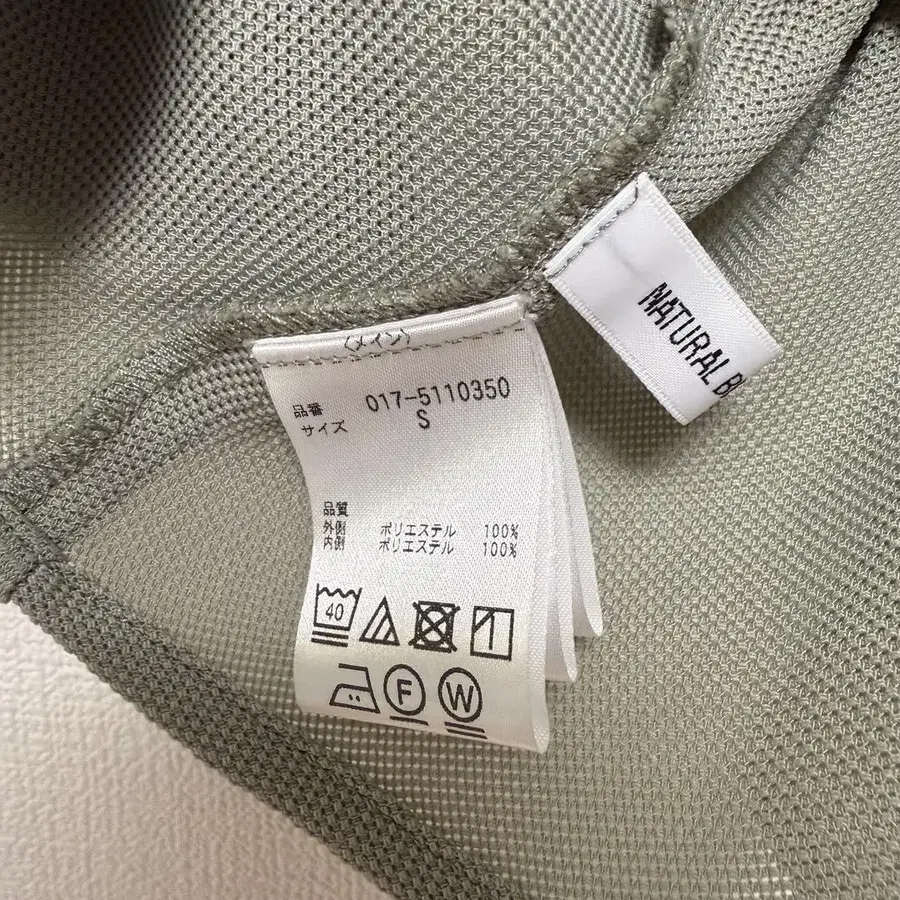 〈メイン〉
品番 017-5110350
サイズ S
品質
外側 ポリエステル 100%
内側 ポリエステル 100%
40
F W
NATURAL